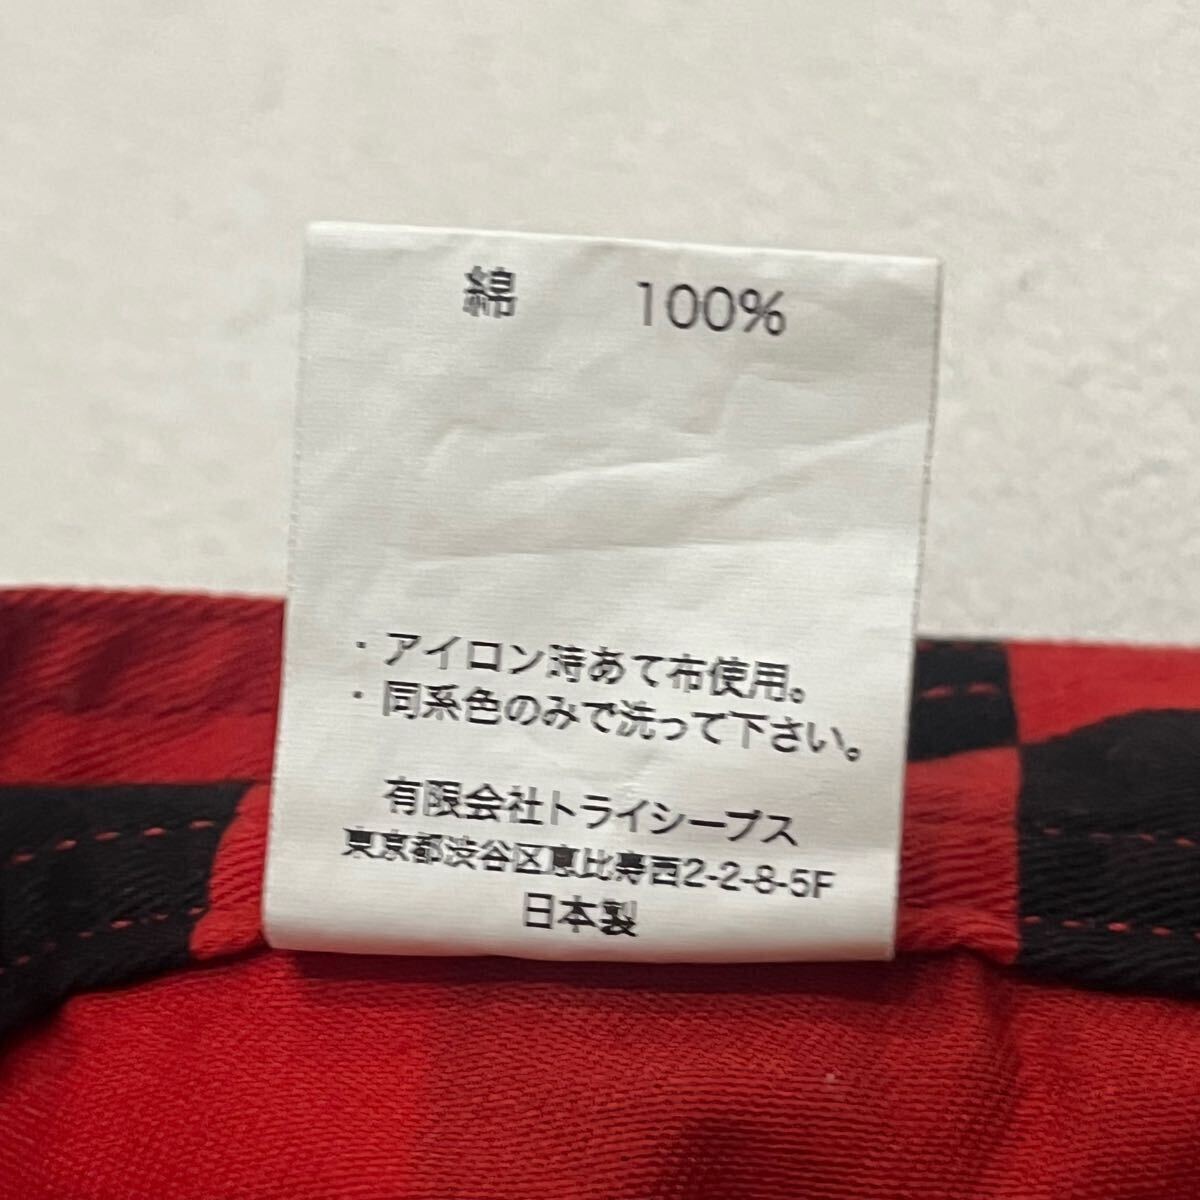 綿 100%
・アイロン時あて布使用。
・同系色のみで洗って下さい。
有限会社トライシープス
東京都渋谷区恵比寿西2-2-8-5F
日本製